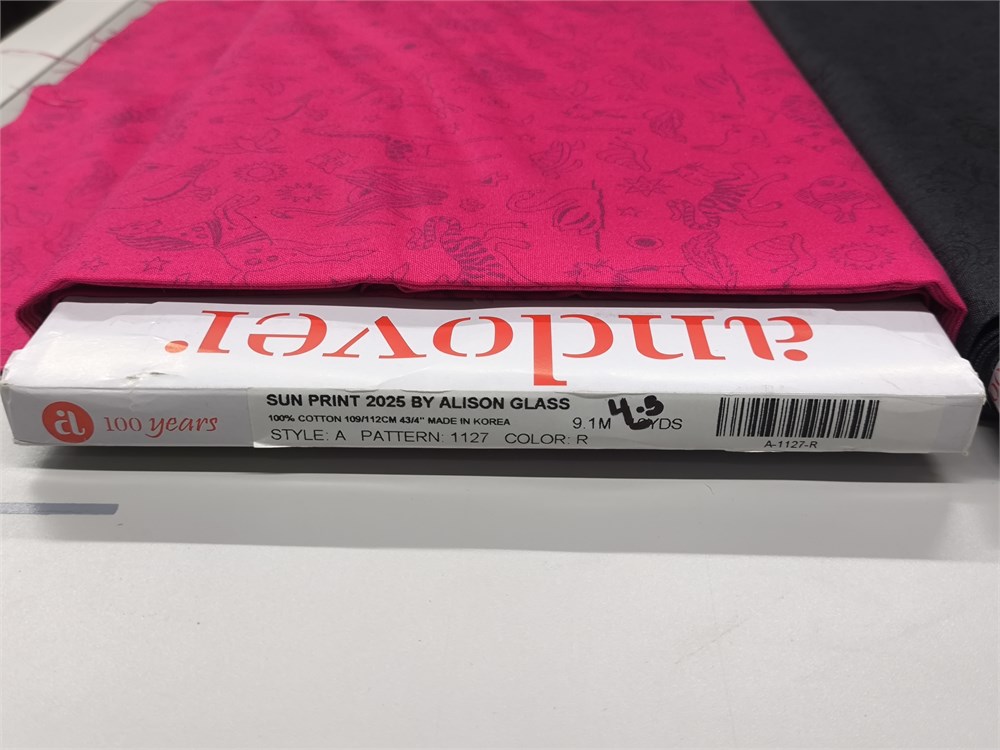 andover
a 100 years
SUN PRINT 2025 BY ALISON GLASS
100% COTTON 109/112CM 43/4" MADE IN KOREA 9.1M YDS
4.5
STYLE: A PATTERN: 1127 COLOR: R
A-1127-R